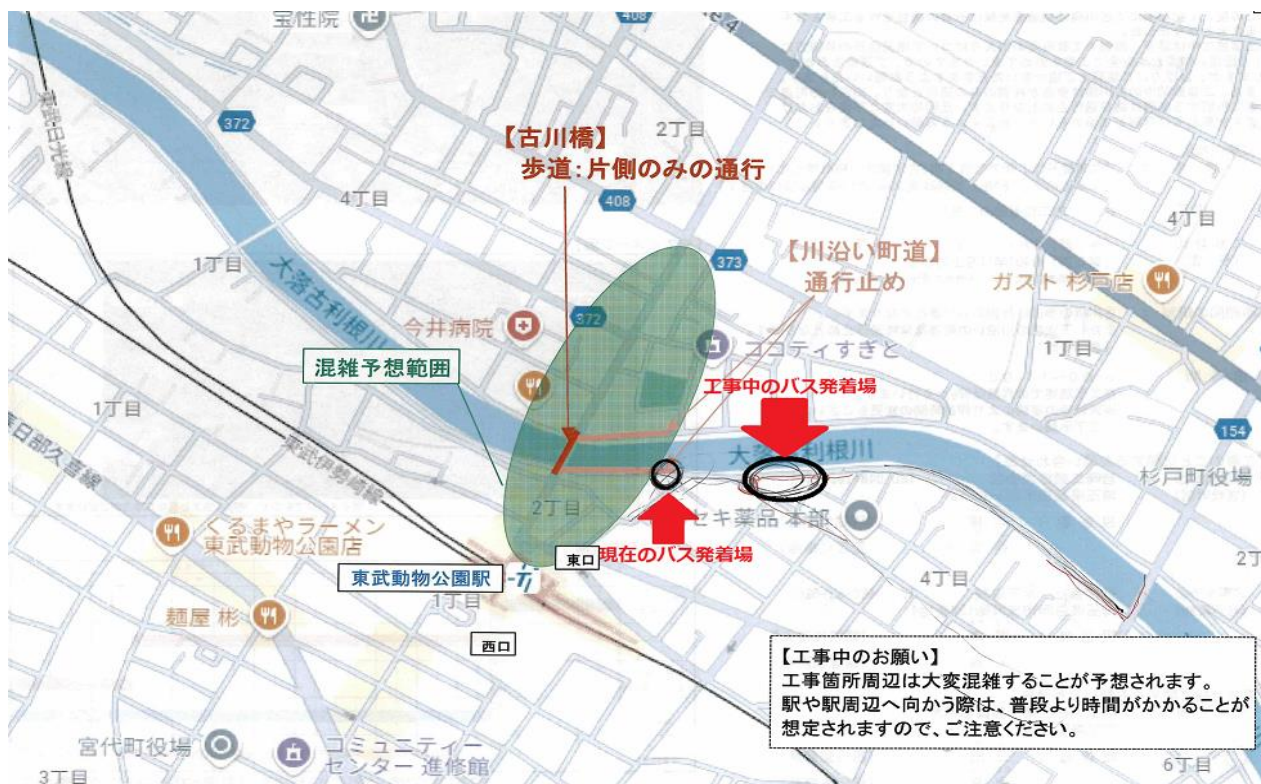 宝性院
408
東武日光線
372
2丁目
【古川橋】
歩道：片側のみの通行
4丁目
408
4丁目
1丁目
大落古利根川
373
【川沿い町道】
通行止め
ガスト 杉戸店
今井病院
372
ココティすぎと
1丁目
混雑予想範囲
工事中のバス発着場
1丁目
154
大落古利根川
杉戸町役場
東武伊勢崎線
2丁目
セキ薬品 本部
くるまやラーメン
東武動物公園店
東口
現在のバス発着場
東武動物公園駅
1丁目
4丁目
麺屋 彬
西口
【工事中のお願い】
工事箇所周辺は大変混雑することが予想されます。
駅や駅周辺へ向かう際は、普段より時間がかかることが
想定されますので、ご注意ください。
宮代町役場
コミュニティー
センター 進修館
3丁目
6丁目